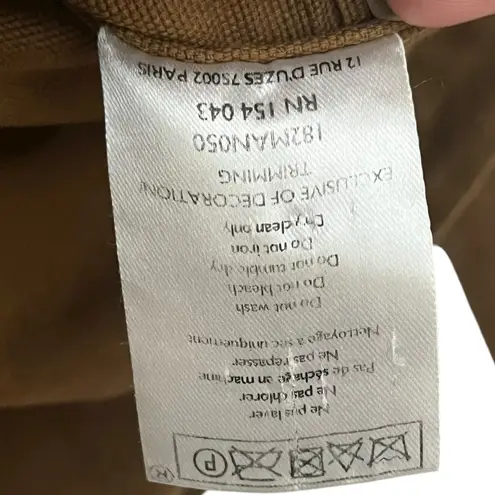 P
Ne pas laver
Ne pas chlorer
Pas de séchage en machine
Ne pas repasser
Nettoyage à sec uniquement
Do not wash
Do not bleach
Do not tumble dry
Do not iron
Dry clean only
EXCLUSIVE OF DECORATION
TRIMMING
182MAN050
RN 154 043
12 RUE D'UZES 75002 PARIS